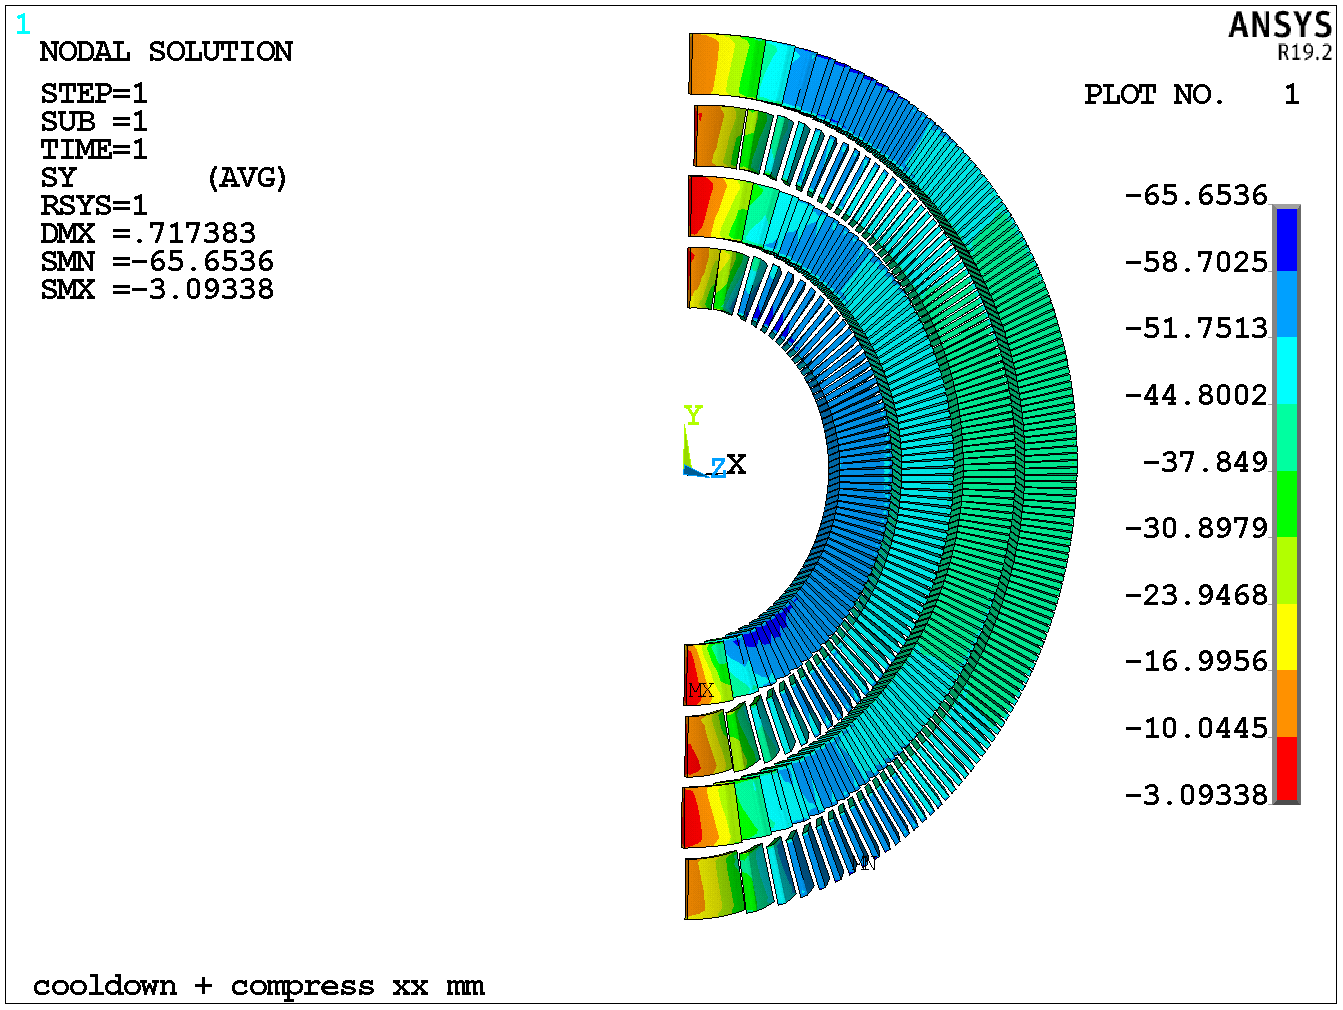 1
NODAL SOLUTION
STEP=1
SUB =1
TIME=1
SY (AVG)
RSYS=1
DMX =.717383
SMN =-65.6536
SMX =-3.09338
ANSYS
R19.2
PLOT NO. 1
-65.6536
-58.7025
-51.7513
-44.8002
-37.849
-30.8979
-23.9468
-16.9956
-10.0445
-3.09338
Y
Z X
MX
cooldown + compress xx mm